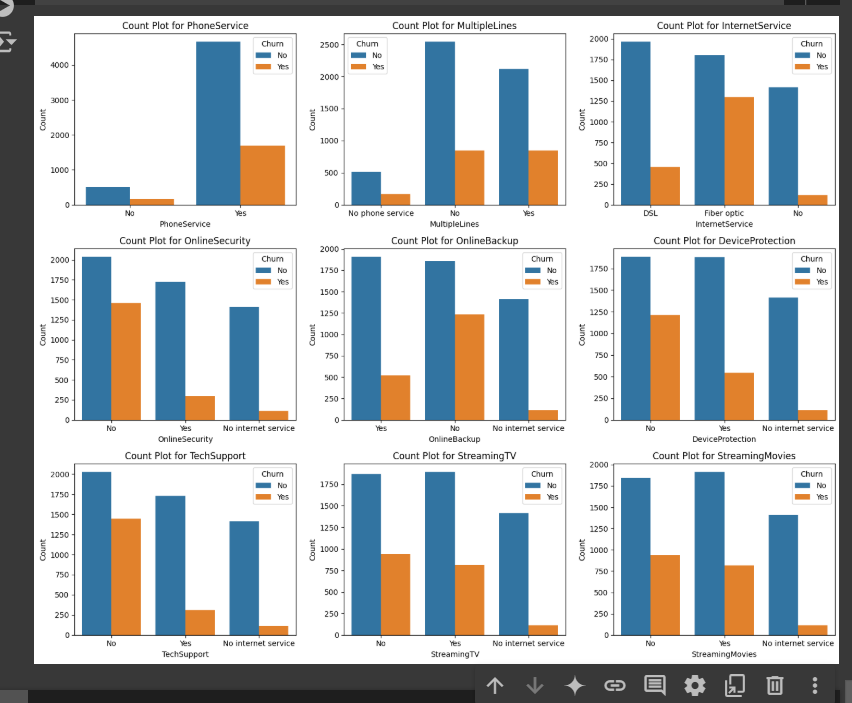 Count Plot for PhoneService
Churn
No
Yes
4000
3000
2000
1000
0
Count
No Yes
PhoneService
Count Plot for MultipleLines
Churn
No
Yes
2500
2000
1500
1000
500
0
Count
No phone service No Yes
MultipleLines
Count Plot for InternetService
Churn
No
Yes
2000
1750
1500
1250
1000
750
500
250
0
Count
DSL Fiber optic No
InternetService
Count Plot for OnlineSecurity
Churn
No
Yes
2000
1750
1500
1250
1000
750
500
250
0
Count
No Yes No internet service
OnlineSecurity
Count Plot for OnlineBackup
Churn
No
Yes
2000
1750
1500
1250
1000
750
500
250
0
Count
Yes No No internet service
OnlineBackup
Count Plot for DeviceProtection
Churn
No
Yes
1750
1500
1250
1000
750
500
250
0
Count
No Yes No internet service
DeviceProtection
Count Plot for TechSupport
Churn
No
Yes
2000
1750
1500
1250
1000
750
500
250
0
Count
No Yes No internet service
TechSupport
Count Plot for StreamingTV
Churn
No
Yes
1750
1500
1250
1000
750
500
250
0
Count
No Yes No internet service
StreamingTV
Count Plot for StreamingMovies
Churn
No
Yes
2000
1750
1500
1250
1000
750
500
250
0
Count
No Yes No internet service
StreamingMovies